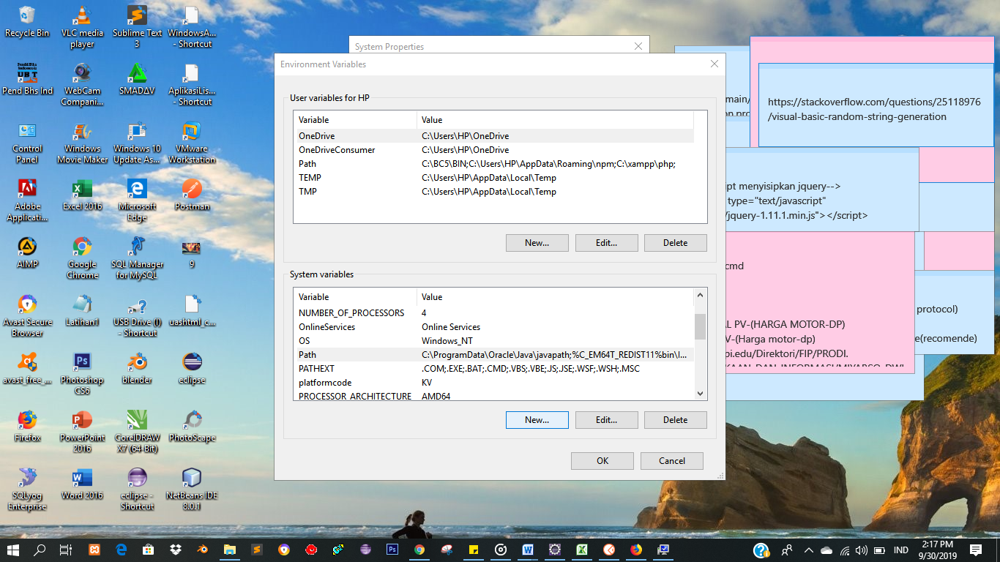 Recycle Bin
VLC media
player
Sublime Text
3
WindowsA...
- Shortcut
Pend Bhs Ind
WebCam
Compani...
SMADΔV
AplikasiLis...
- Shortcut
Control
Panel
Windows
Movie Maker
Windows 10
Update As...
VMware
Workstation
Adobe
Applicati...
Excel 2016
Microsoft
Edge
Postman
AIMP
Google
Chrome
SQL Manager
for MySQL
9
Avast Secure
Browser
Latihan1
USB Drive (I)
- Shortcut
uashtml_c...
avast_free_...
Photoshop
CS6
blender
eclipse
Firefox
PowerPoint
2016
CorelDRAW
X7 (64-Bit)
PhotoScape
SQLyog
Enterprise
Word 2016
eclipse -
Shortcut
NetBeans IDE
8.0.1
System Properties
Environment Variables
User variables for HP
Variable Value
OneDrive C:\Users\HP\OneDrive
OneDriveConsumer C:\Users\HP\OneDrive
Path C:\BC5\BIN;C:\Users\HP\AppData\Roaming\npm;C:\xampp\php;
TEMP C:\Users\HP\AppData\Local\Temp
TMP C:\Users\HP\AppData\Local\Temp
New... Edit... Delete
System variables
Variable Value
NUMBER_OF_PROCESSORS 4
OnlineServices Online Services
OS Windows_NT
Path C:\ProgramData\Oracle\Java\javapath;%C_EM64T_REDIST11%bin\I...
PATHEXT .COM;.EXE;.BAT;.CMD;.VBS;.VBE;.JS;.JSE;.WSF;.WSH;.MSC
platformcode KV
PROCESSOR_ARCHITECTURE AMD64
New... Edit... Delete
OK Cancel
main/
https://stackoverflow.com/questions/25118976
/visual-basic-random-string-generation
ipt menyisipkan jquery-->
type="text/javascript"
/jquery-1.11.1.min.js"></script>
cmd
protocol)
AL PV-(HARGA MOTOR-DP)
V-(Harga motor-dp)
e(recomende)
pi.edu/Direktori/FIP/PRODI.
IND
2:17 PM
9/30/2019